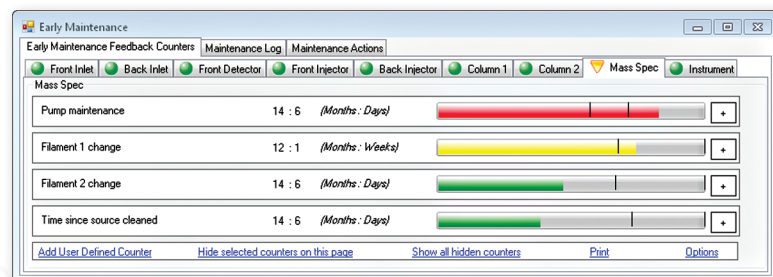 Early Maintenance
Early Maintenance Feedback Counters Maintenance Log Maintenance Actions
Front Inlet Back Inlet Front Detector Front Injector Back Injector Column 1 Column 2 Mass Spec Instrument
Mass Spec
Pump maintenance 14 : 6 (Months : Days) +
Filament 1 change 12 : 1 (Months : Weeks) +
Filament 2 change 14 : 6 (Months : Days) +
Time since source cleaned 14 : 6 (Months : Days) +
Add User Defined Counter Hide selected counters on this page Show all hidden counters Print Options